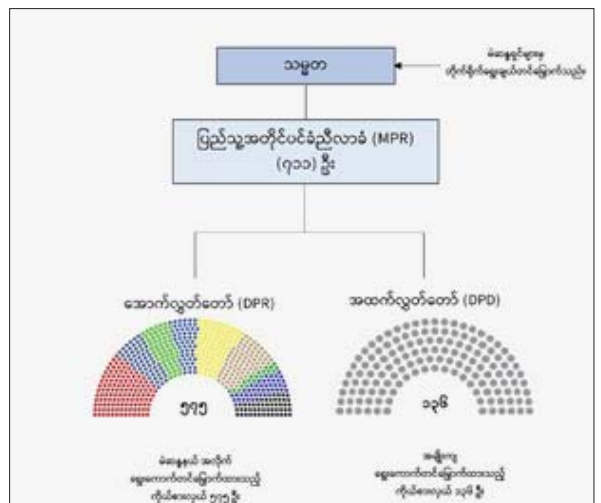 သမ္မတ
မဲဆန္ဒရှင်များမှ
တိုက်ရိုက်ရွေးချယ်တင်မြှောက်သည်။
ပြည်သူ့အတိုင်ပင်ခံညီလာခံ (MPR)
(၇၁၁) ဦး
အောက်လွှတ်တော် (DPR)
အထက်လွှတ်တော် (DPD)
၅၇၅
၁၃၆
မဲဆန္ဒနယ် အလိုက်
ရွေးကောက်တင်မြှောက်ထားသည့်
ကိုယ်စားလှယ် ၅၇၅ ဦး
အချိုးကျ
ရွေးကောက်တင်မြှောက်ထားသည့်
ကိုယ်စားလှယ် ၁၃၆ ဦး